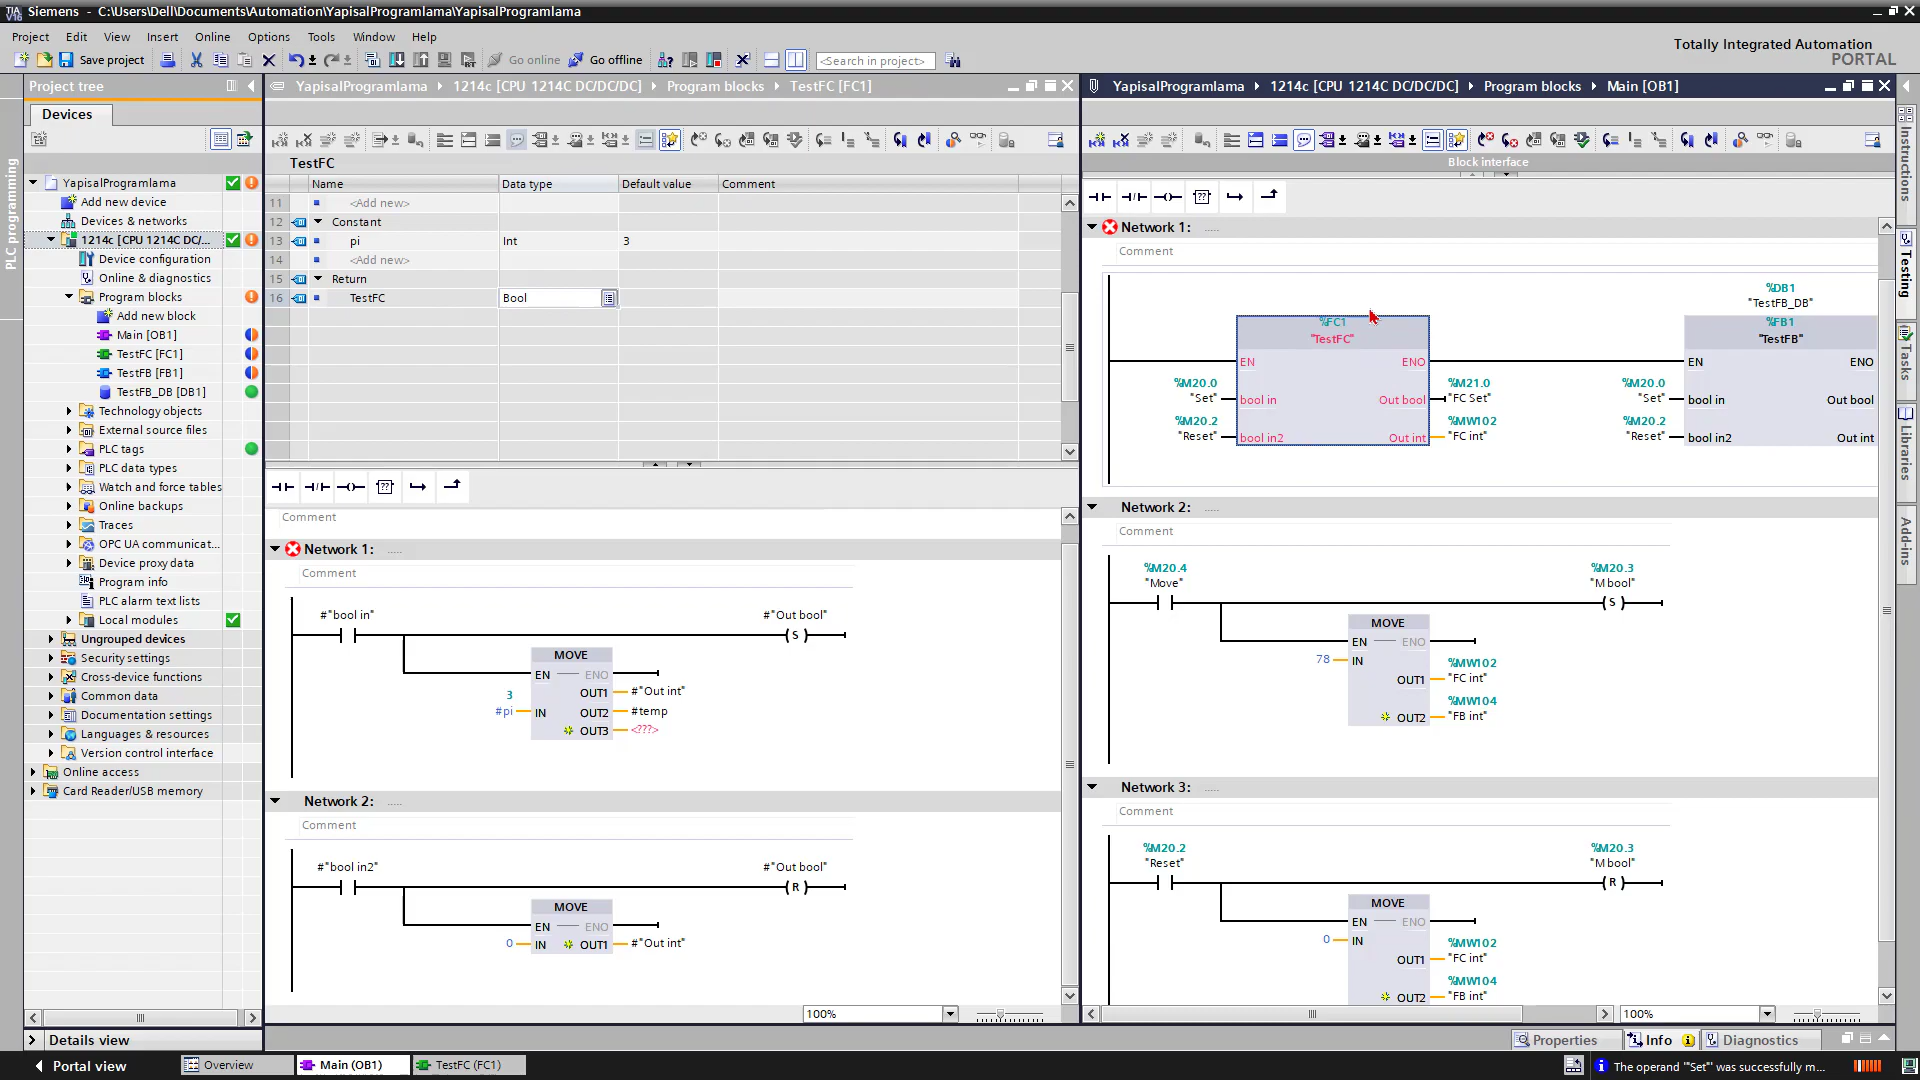 Siemens - C:\Users\Dell\Documents\Automation\YapisalProgramlama\YapisalProgramlama
Project Edit View Insert Online Options Tools Window Help
Totally Integrated Automation
PORTAL
Save project
Go online
Go offline
<Search in project>
Project tree
YapisalProgramlama > 1214c [CPU 1214C DC/DC/DC] > Program blocks > TestFC [FC1]
YapisalProgramlama > 1214c [CPU 1214C DC/DC/DC] > Program blocks > Main [OB1]
Devices
PLC programming
YapisalProgramlama
Add new device
Devices & networks
1214c [CPU 1214C DC/...
Device configuration
Online & diagnostics
Program blocks
Add new block
Main [OB1]
TestFC [FC1]
TestFB [FB1]
TestFB_DB [DB1]
Technology objects
External source files
PLC tags
PLC data types
Watch and force tables
Online backups
Traces
OPC UA communicat...
Device proxy data
Program info
PLC alarm text lists
Local modules
Ungrouped devices
Security settings
Cross-device functions
Common data
Documentation settings
Languages & resources
Version control interface
Online access
Card Reader/USB memory
Details view
TestFC
Name Data type Default value Comment
11 <Add new>
12 Constant
13 pi Int 3
14 <Add new>
15 Return
16 TestFC Bool
Comment
Network 1: .....
Comment
#"bool in" #"Out bool"
S
MOVE
EN ENO
3 OUT1 #"Out int"
#pi IN OUT2 #temp
OUT3 <???>
Network 2: .....
Comment
#"bool in2" #"Out bool"
R
MOVE
EN ENO
0 IN OUT1 #"Out int"
100%
Block interface
Network 1: .....
Comment
%DB1
"TestFB_DB"
%FC1
"TestFC"
%FB1
"TestFB"
EN ENO
EN ENO
%M20.0
"Set" bool in
Out bool %M21.0
"FC Set"
%M20.0
"Set" bool in Out bool
%M20.2
"Reset" bool in2
Out int %MW102
"FC int"
%M20.2
"Reset" bool in2 Out int
Network 2: .....
Comment
%M20.4
"Move"
%M20.3
"M bool"
S
MOVE
EN ENO
78 IN
%MW102
OUT1 "FC int"
%MW104
OUT2 "FB int"
Network 3: .....
Comment
%M20.2
"Reset"
%M20.3
"M bool"
R
MOVE
EN ENO
0 IN
%MW102
OUT1 "FC int"
%MW104
OUT2 "FB int"
100%
Instructions
Testing
Tasks
Libraries
Add-ins
Properties Info Diagnostics
Portal view Overview Main (OB1) TestFC (FC1)
The operand '"Set"' was successfully m...